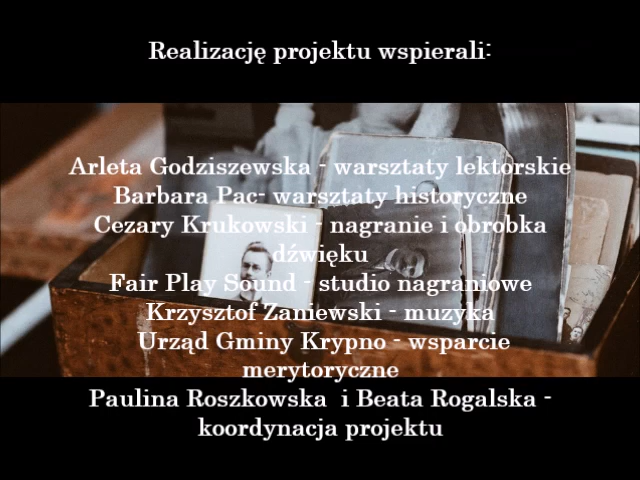 Realizację projektu wspierali:
Arleta Godziszewska - warsztaty lektorskie
Barbara Pac- warsztaty historyczne
Cezary Krukowski - nagranie i obrobka
dźwięku
Fair Play Sound - studio nagraniowe
Krzysztof Zaniewski - muzyka
Urząd Gminy Krypno - wsparcie
merytoryczne
Paulina Roszkowska  i Beata Rogalska -
koordynacja projektu